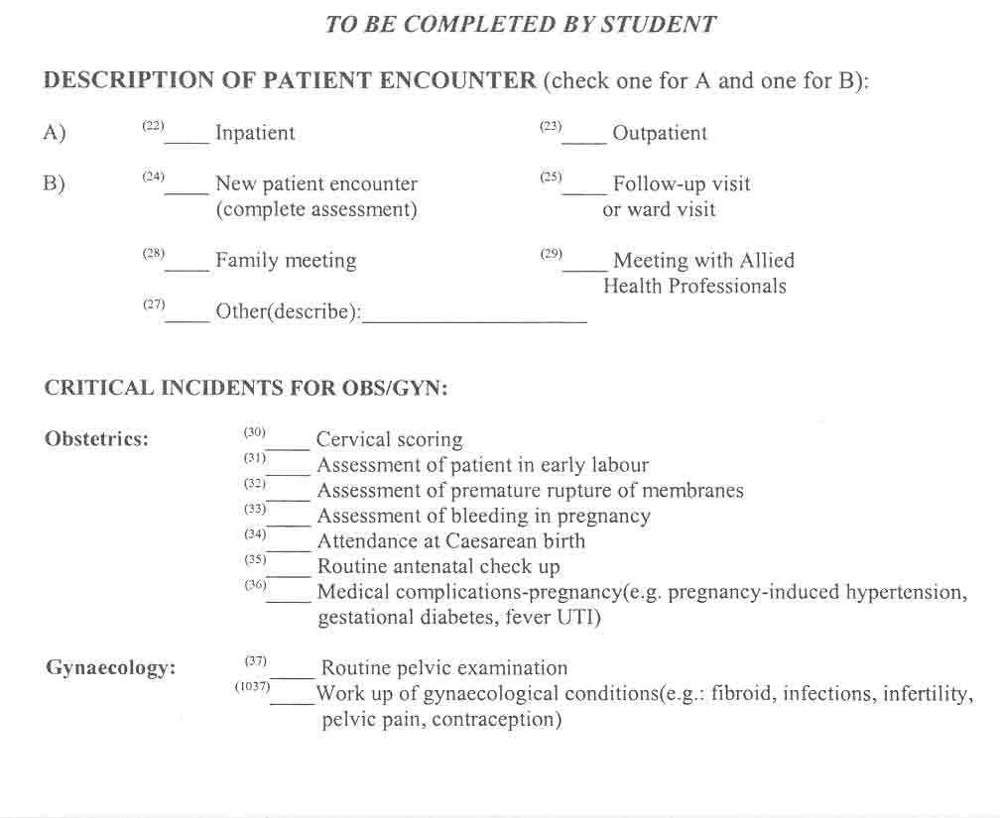 TO BE COMPLETED BY STUDENT
DESCRIPTION OF PATIENT ENCOUNTER (check one for A and one for B):
A) (22)____ Inpatient (23)____ Outpatient
B) (24)____ New patient encounter (25)____ Follow-up visit
(complete assessment) or ward visit
(28)____ Family meeting (29)____ Meeting with Allied
Health Professionals
(27)____ Other(describe):____________________
CRITICAL INCIDENTS FOR OBS/GYN:
Obstetrics: (30)____ Cervical scoring
(31)____ Assessment of patient in early labour
(32)____ Assessment of premature rupture of membranes
(33)____ Assessment of bleeding in pregnancy
(34)____ Attendance at Caesarean birth
(35)____ Routine antenatal check up
(36)____ Medical complications-pregnancy(e.g. pregnancy-induced hypertension,
gestational diabetes, fever UTI)
Gynaecology: (37)____ Routine pelvic examination
(1037)____Work up of gynaecological conditions(e.g.: fibroid, infections, infertility,
pelvic pain, contraception)